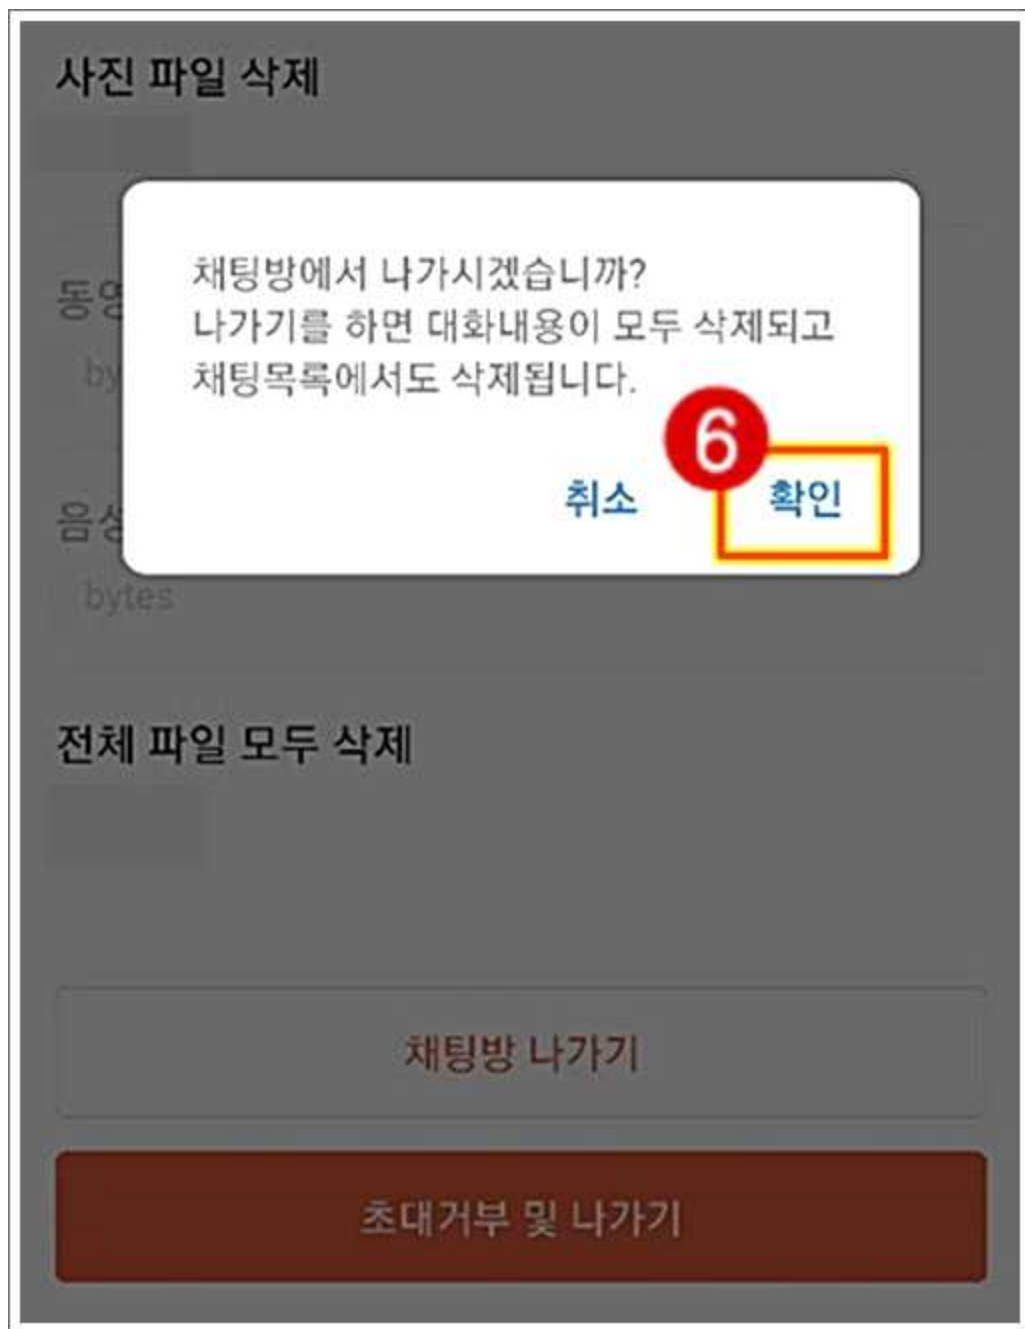 사진 파일 삭제
채팅방에서 나가시겠습니까?
나가기를 하면 대화내용이 모두 삭제되고
채팅목록에서도 삭제됩니다.
6
취소
확인
bytes
전체 파일 모두 삭제
채팅방 나가기
초대거부 및 나가기